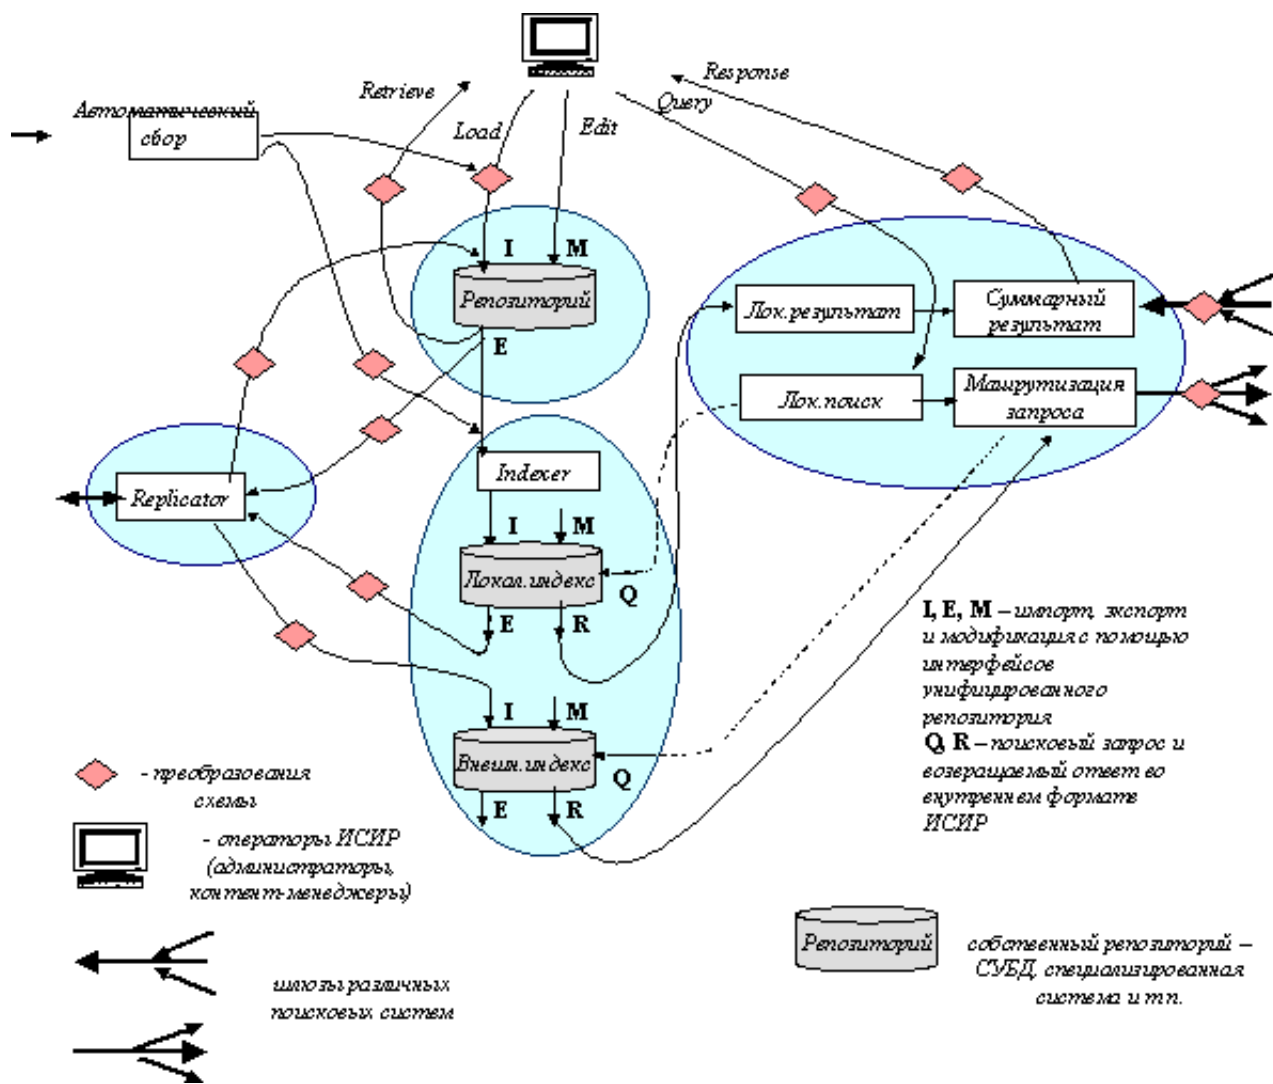 Response
Retrieve
Query
Автоматический
сбор
Load
Edit
I
M
Репозиторий
E
Лок.результат
Суммарный
результат
Лок.поиск
Машрутизация
запроса
Indexer
Replicator
I
M
Локал.индекс
Q
E
R
I
M
Внешн.индекс
Q
E
R
I, E, M – импорт, экспорт
и модификация с помощью
интерфейсов
унифицированного
репозитория
Q, R – поисковый запрос и
возвращаемый ответ во
внутреннем формате
ИСИР
- преобразования
схемы
- операторы ИСИР
(администраторы,
контент-менеджеры)
шлюзы различных
поисковых систем
Репозиторий
собственный репозиторий –
СУБД, специализированная
система и тп.